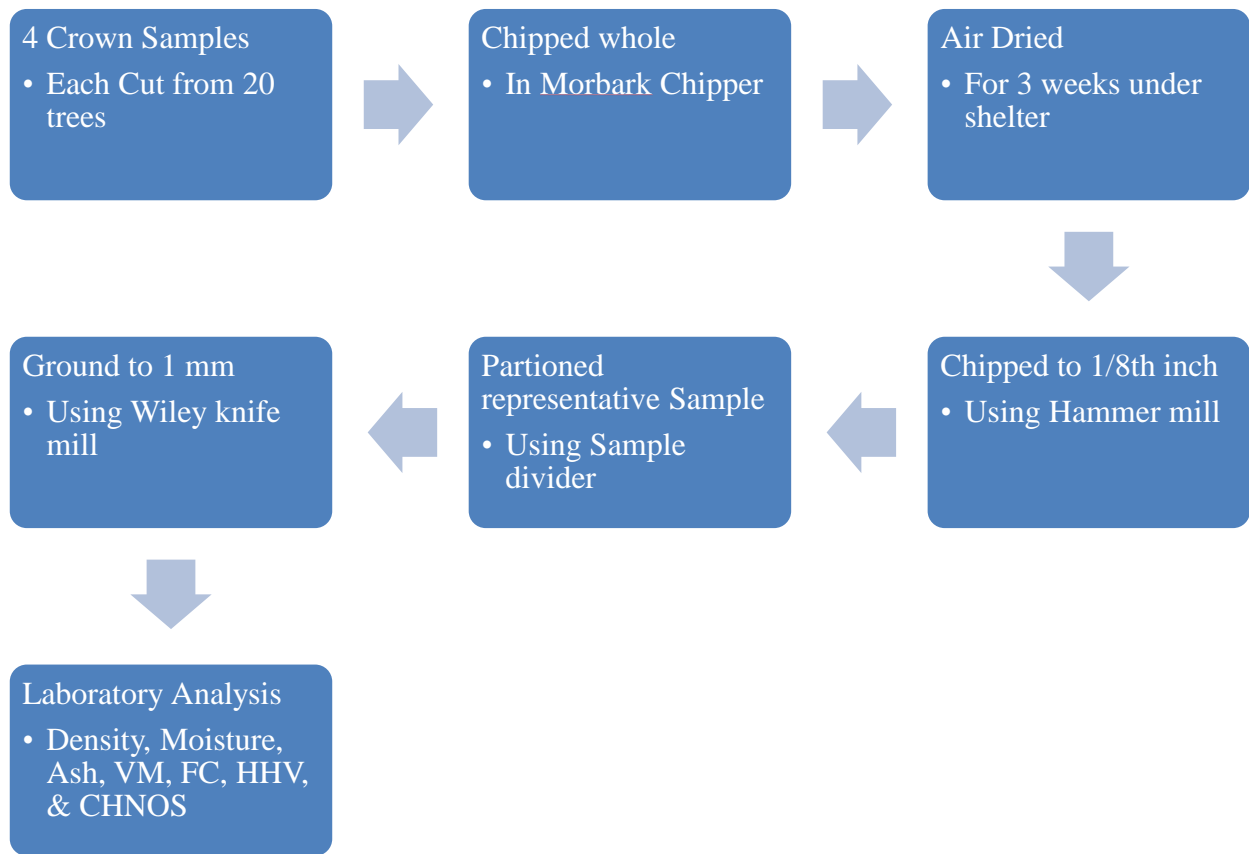 4 Crown Samples
• Each Cut from 20
trees
Chipped whole
• In Morbark Chipper
Air Dried
• For 3 weeks under
shelter
Chipped to 1/8th inch
• Using Hammer mill
Partioned
representative Sample
• Using Sample
divider
Ground to 1 mm
• Using Wiley knife
mill
Laboratory Analysis
• Density, Moisture,
Ash, VM, FC, HHV,
& CHNOS